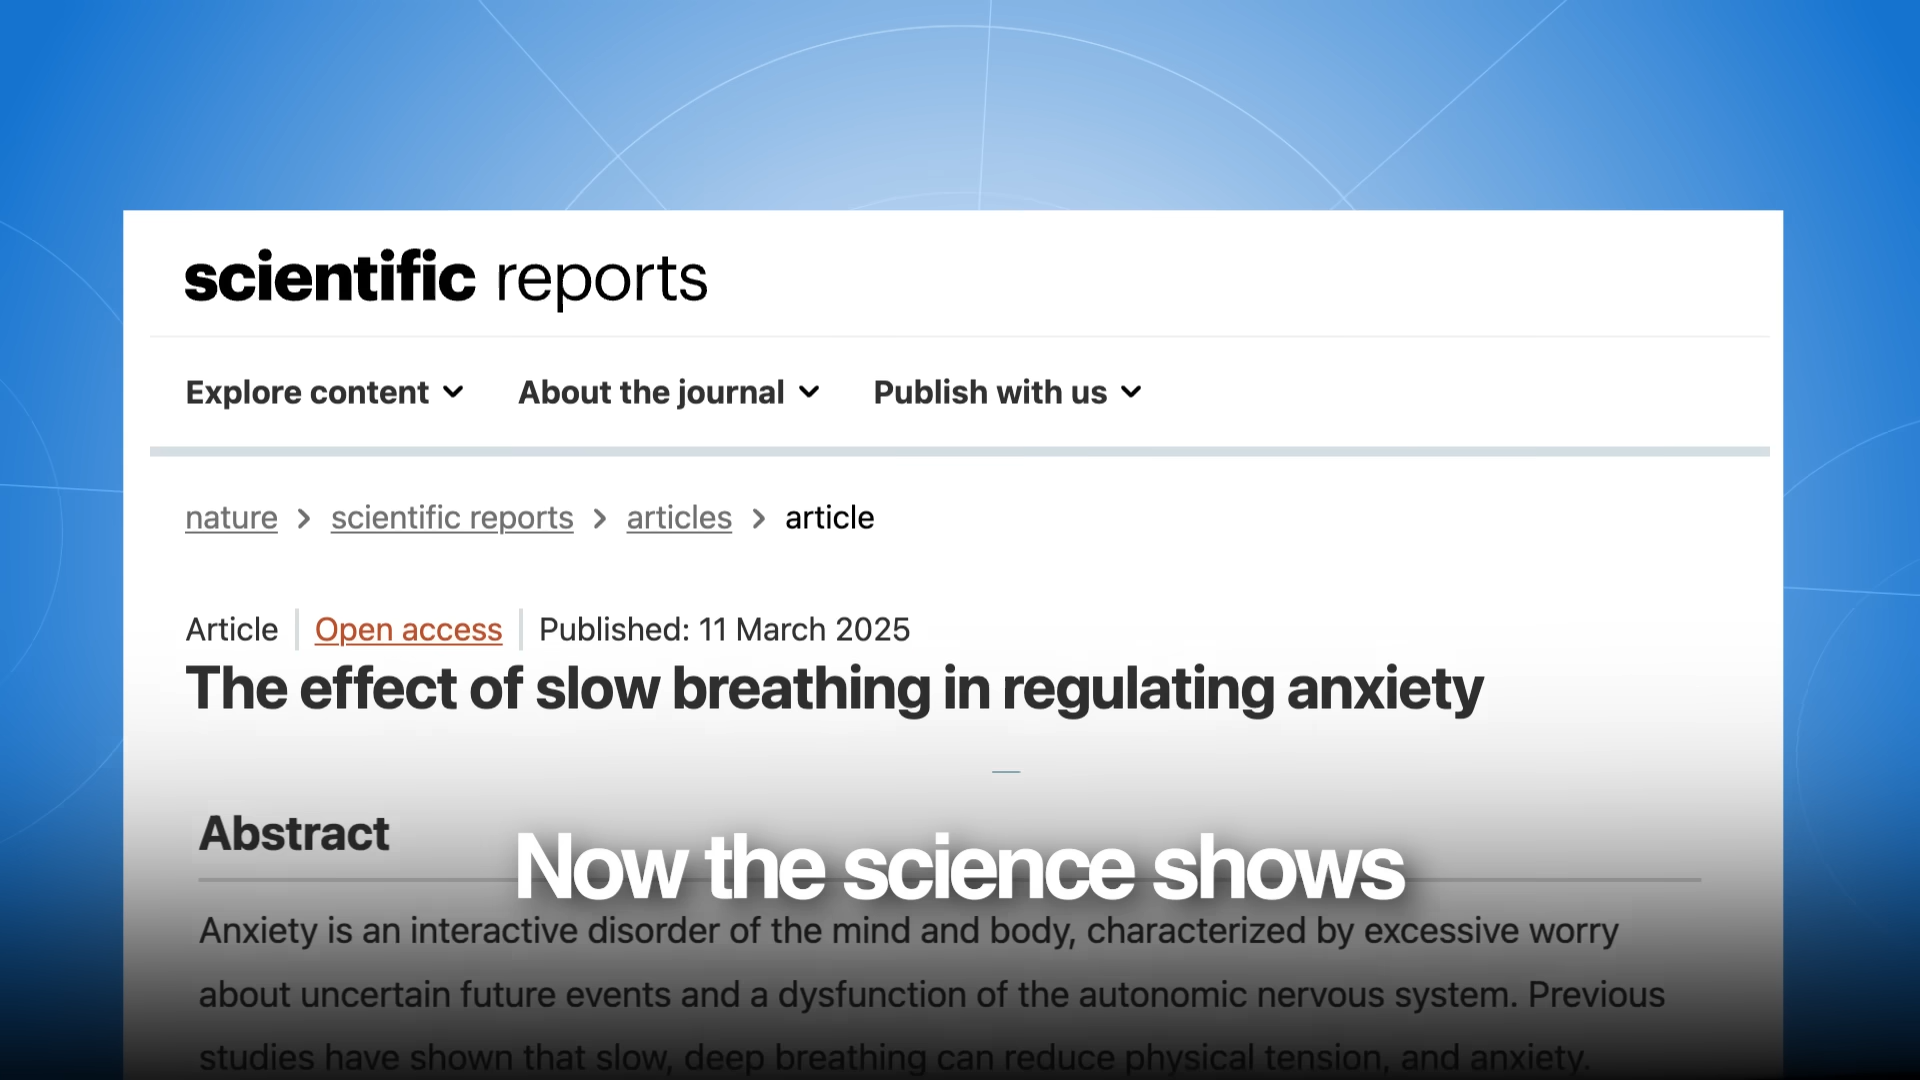 scientific reports
Explore content About the journal Publish with us
nature > scientific reports > articles > article
Article | Open access | Published: 11 March 2025
The effect of slow breathing in regulating anxiety
Abstract
Now the science shows
Anxiety is an interactive disorder of the mind and body, characterized by excessive worry
about uncertain future events and a dysfunction of the autonomic nervous system. Previous
studies have shown that slow, deep breathing can reduce physical tension, and anxiety.